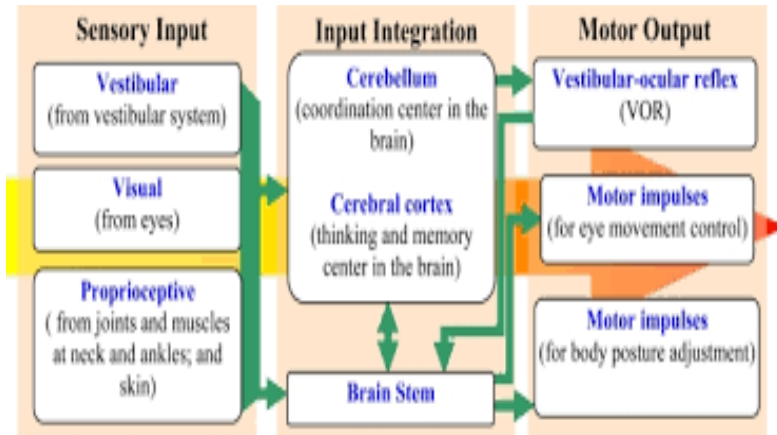 Sensory Input
Vestibular
(from vestibular system)
Visual
(from eyes)
Proprioceptive
( from joints and muscles
at neck and ankles; and
skin)
Input Integration
Cerebellum
(coordination center in the
brain)
Cerebral cortex
(thinking and memory
center in the brain)
Brain Stem
Motor Output
Vestibular-ocular reflex
(VOR)
Motor impulses
(for eye movement control)
Motor impulses
(for body posture adjustment)